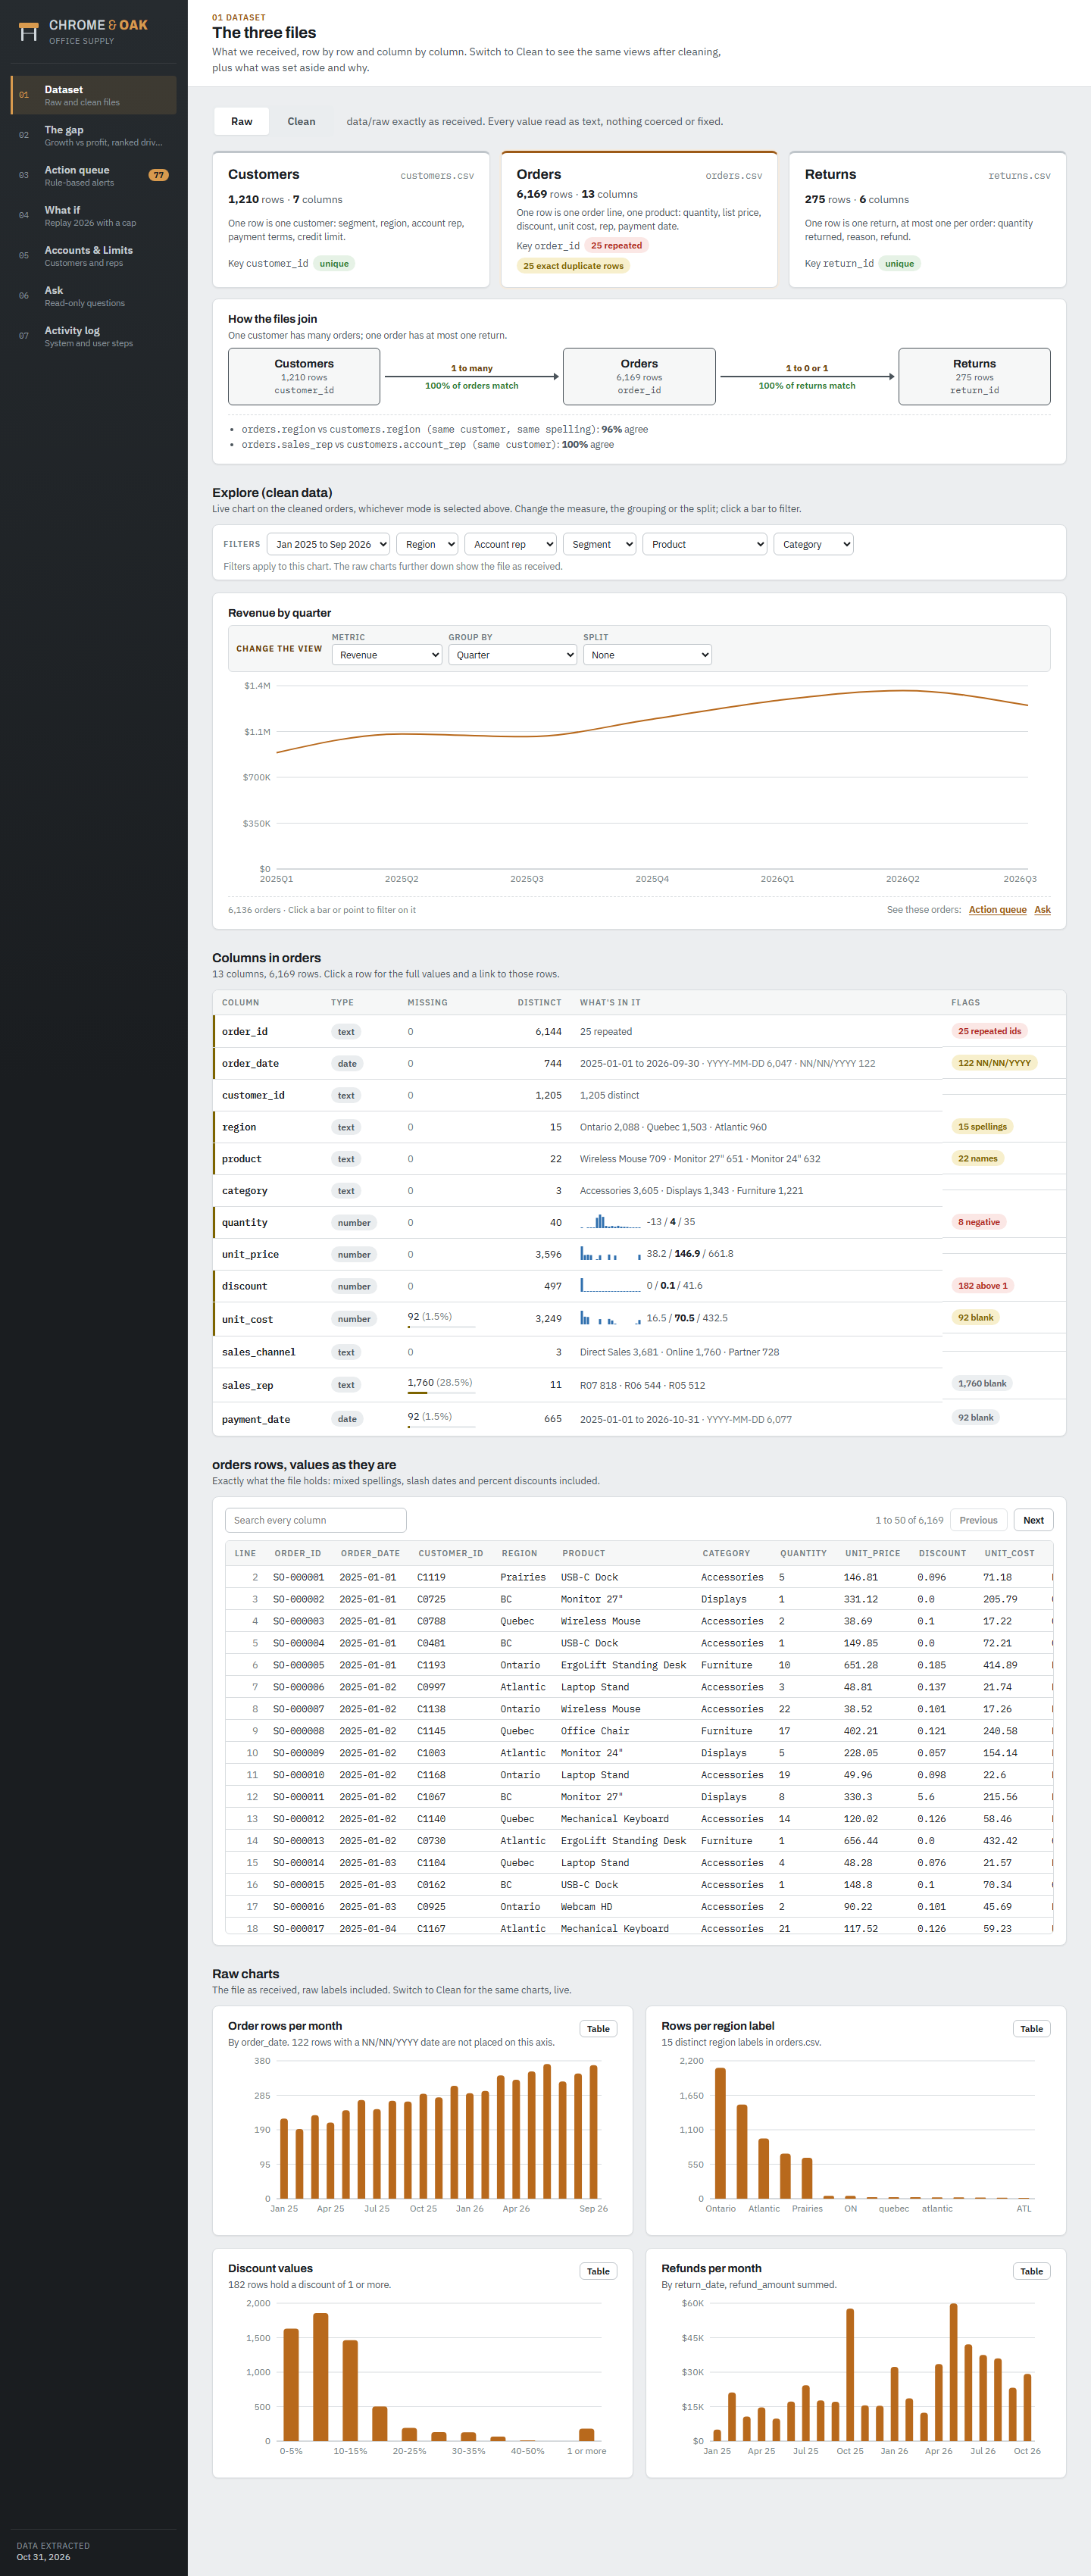 CHROME & OAK
OFFICE SUPPLY
01 Dataset
Raw and clean files
02 The gap
Growth vs profit, ranked driv...
03 Action queue 77
Rule-based alerts
04 What if
Replay 2026 with a cap
05 Accounts & Limits
Customers and reps
06 Ask
Read-only questions
07 Activity log
System and user steps
DATA EXTRACTED
Oct 31, 2026
01 DATASET
The three files
What we received, row by row and column by column. Switch to Clean to see the same views after cleaning,
plus what was set aside and why.
Raw Clean data/raw exactly as received. Every value read as text, nothing coerced or fixed.
Customers customers.csv
1,210 rows · 7 columns
One row is one customer: segment, region, account rep,
payment terms, credit limit.
Key customer_id unique
Orders orders.csv
6,169 rows · 13 columns
One row is one order line, one product: quantity, list price,
discount, unit cost, rep, payment date.
Key order_id 25 repeated
25 exact duplicate rows
Returns returns.csv
275 rows · 6 columns
One row is one return, at most one per order: quantity
returned, reason, refund.
Key return_id unique
How the files join
One customer has many orders; one order has at most one return.
Customers
1,210 rows
customer_id
1 to many
100% of orders match
Orders
6,169 rows
order_id
1 to 0 or 1
100% of returns match
Returns
275 rows
return_id
• orders.region vs customers.region (same customer, same spelling): 96% agree
• orders.sales_rep vs customers.account_rep (same customer): 100% agree
Explore (clean data)
Live chart on the cleaned orders, whichever mode is selected above. Change the measure, the grouping or the split; click a bar to filter.
FILTERS Jan 2025 to Sep 2026 Region Account rep Segment Product Category
Filters apply to this chart. The raw charts further down show the file as received.
Revenue by quarter
CHANGE THE VIEW
METRIC GROUP BY SPLIT
Revenue Quarter None
$1.4M
$1.1M
$700K
$350K
$0
2025Q1 2025Q2 2025Q3 2025Q4 2026Q1 2026Q2 2026Q3
6,136 orders · Click a bar or point to filter on it See these orders: Action queue Ask
Columns in orders
13 columns, 6,169 rows. Click a row for the full values and a link to those rows.
COLUMN TYPE MISSING DISTINCT WHAT'S IN IT FLAGS
order_id text 0 6,144 25 repeated 25 repeated ids
order_date date 0 744 2025-01-01 to 2026-09-30 · YYYY-MM-DD 6,047 · NN/NN/YYYY 122 122 NN/NN/YYYY
customer_id text 0 1,205 1,205 distinct
region text 0 15 Ontario 2,088 · Quebec 1,503 · Atlantic 960 15 spellings
product text 0 22 Wireless Mouse 709 · Monitor 27" 651 · Monitor 24" 632 22 names
category text 0 3 Accessories 3,605 · Displays 1,343 · Furniture 1,221
quantity number 0 40 -13 / 4 / 35 8 negative
unit_price number 0 3,596 38.2 / 146.9 / 661.8
discount number 0 497 0 / 0.1 / 41.6 182 above 1
unit_cost number 92 (1.5%) 3,249 16.5 / 70.5 / 432.5 92 blank
sales_channel text 0 3 Direct Sales 3,681 · Online 1,760 · Partner 728
sales_rep text 1,760 (28.5%) 11 R07 818 · R06 544 · R05 512 1,760 blank
payment_date date 92 (1.5%) 665 2025-01-01 to 2026-10-31 · YYYY-MM-DD 6,077 92 blank
orders rows, values as they are
Exactly what the file holds: mixed spellings, slash dates and percent discounts included.
Search every column 1 to 50 of 6,169 Previous Next
LINE ORDER_ID ORDER_DATE CUSTOMER_ID REGION PRODUCT CATEGORY QUANTITY UNIT_PRICE DISCOUNT UNIT_COST
2 SO-000001 2025-01-01 C1119 Prairies USB-C Dock Accessories 5 146.81 0.096 71.18
3 SO-000002 2025-01-01 C0725 BC Monitor 27" Displays 1 331.12 0.0 205.79
4 SO-000003 2025-01-01 C0788 Quebec Wireless Mouse Accessories 2 38.69 0.1 17.22
5 SO-000004 2025-01-01 C0481 BC USB-C Dock Accessories 1 149.85 0.0 72.21
6 SO-000005 2025-01-01 C1193 Ontario ErgoLift Standing Desk Furniture 10 651.28 0.185 414.89
7 SO-000006 2025-01-02 C0997 Atlantic Laptop Stand Accessories 3 48.81 0.137 21.74
8 SO-000007 2025-01-02 C1138 Ontario Wireless Mouse Accessories 22 38.52 0.101 17.26
9 SO-000008 2025-01-02 C1145 Quebec Office Chair Furniture 17 402.21 0.121 240.58
10 SO-000009 2025-01-02 C1003 Atlantic Monitor 24" Displays 5 228.05 0.057 154.14
11 SO-000010 2025-01-02 C1168 Ontario Laptop Stand Accessories 19 49.96 0.098 22.6
12 SO-000011 2025-01-02 C1067 BC Monitor 27" Displays 8 330.3 5.6 215.56
13 SO-000012 2025-01-02 C1140 Quebec Mechanical Keyboard Accessories 14 120.02 0.126 58.46
14 SO-000013 2025-01-02 C0730 Atlantic ErgoLift Standing Desk Furniture 1 656.44 0.0 432.42
15 SO-000014 2025-01-03 C1104 Quebec Laptop Stand Accessories 4 48.28 0.076 21.57
16 SO-000015 2025-01-03 C0162 BC USB-C Dock Accessories 1 148.8 0.1 70.34
17 SO-000016 2025-01-03 C0925 Ontario Webcam HD Accessories 2 90.22 0.101 45.69
18 SO-000017 2025-01-04 C1167 Atlantic Mechanical Keyboard Accessories 21 117.52 0.126 59.23
Raw charts
The file as received, raw labels included. Switch to Clean for the same charts, live.
Order rows per month Table
By order_date. 122 rows with a NN/NN/YYYY date are not placed on this axis.
380
285
190
95
0
Jan 25 Apr 25 Jul 25 Oct 25 Jan 26 Apr 26 Sep 26
Rows per region label Table
15 distinct region labels in orders.csv.
2,200
1,650
1,100
550
0
Ontario Atlantic Prairies ON quebec atlantic ATL
Discount values Table
182 rows hold a discount of 1 or more.
2,000
1,500
1,000
500
0
0-5% 10-15% 20-25% 30-35% 40-50% 1 or more
Refunds per month Table
By return_date, refund_amount summed.
$60K
$45K
$30K
$15K
$0
Jan 25 Apr 25 Jul 25 Oct 25 Jan 26 Apr 26 Jul 26 Oct 26